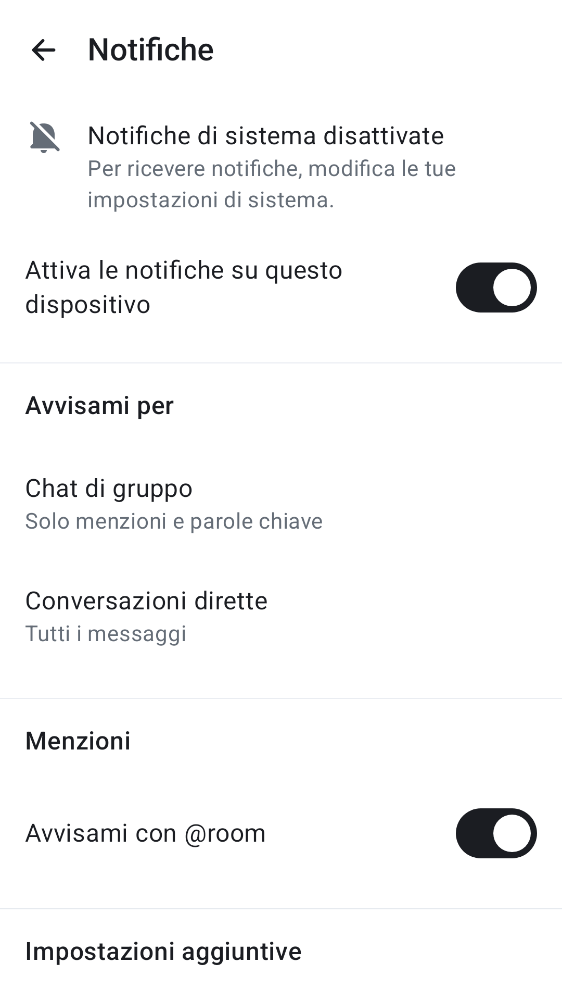 Notifiche
Notifiche di sistema disattivate
Per ricevere notifiche, modifica le tue
impostazioni di sistema.
Attiva le notifiche su questo
dispositivo
Avvisami per
Chat di gruppo
Solo menzioni e parole chiave
Conversazioni dirette
Tutti i messaggi
Menzioni
Avvisami con @room
Impostazioni aggiuntive